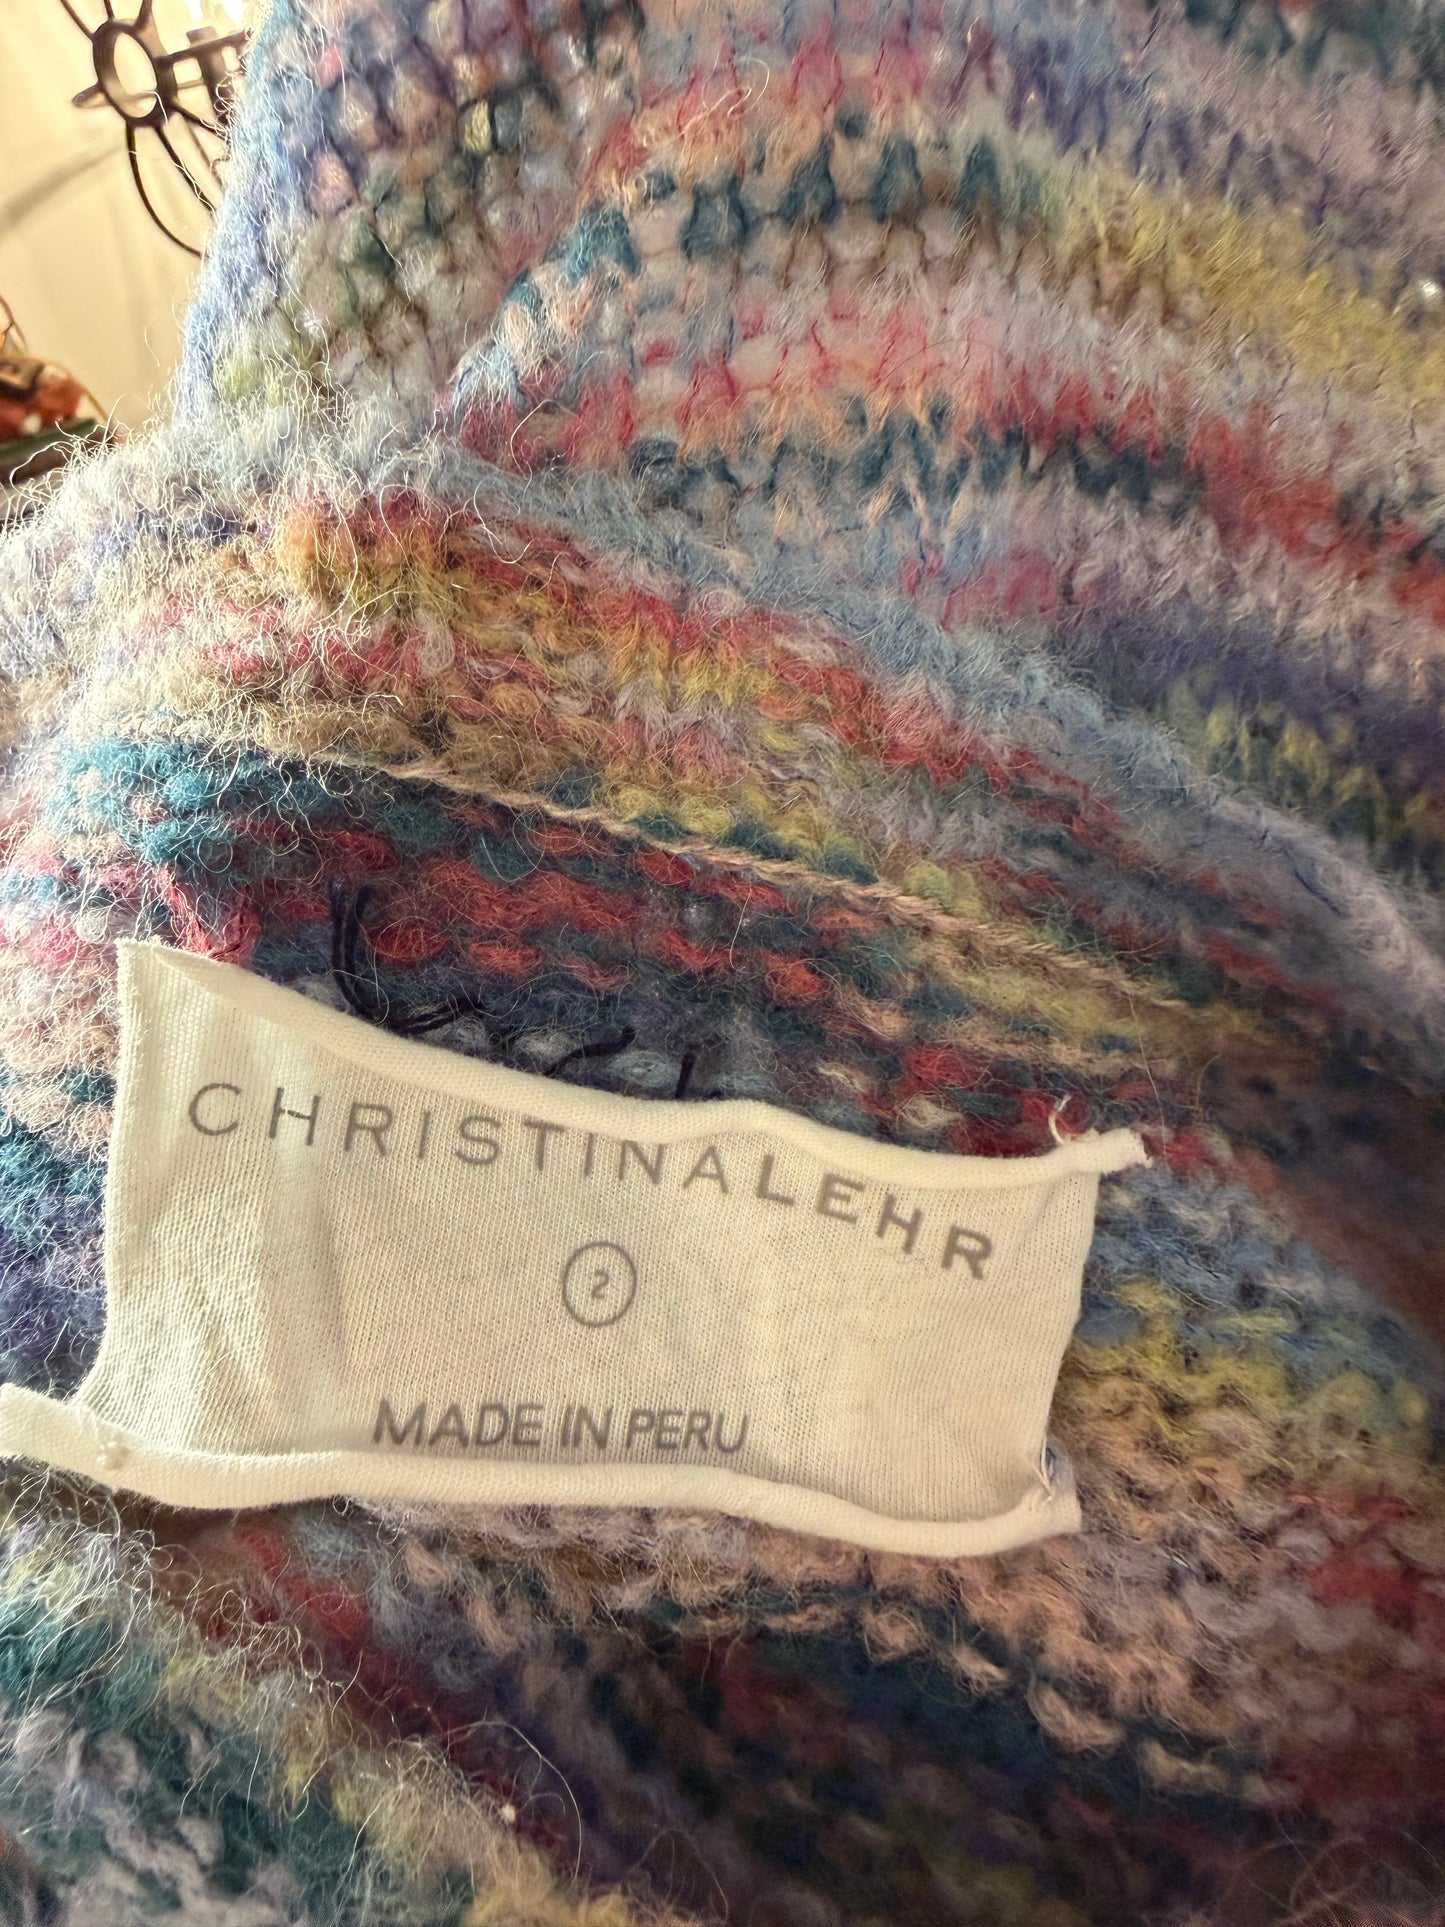 CHRISTINALEHR
2
MADE IN PERU